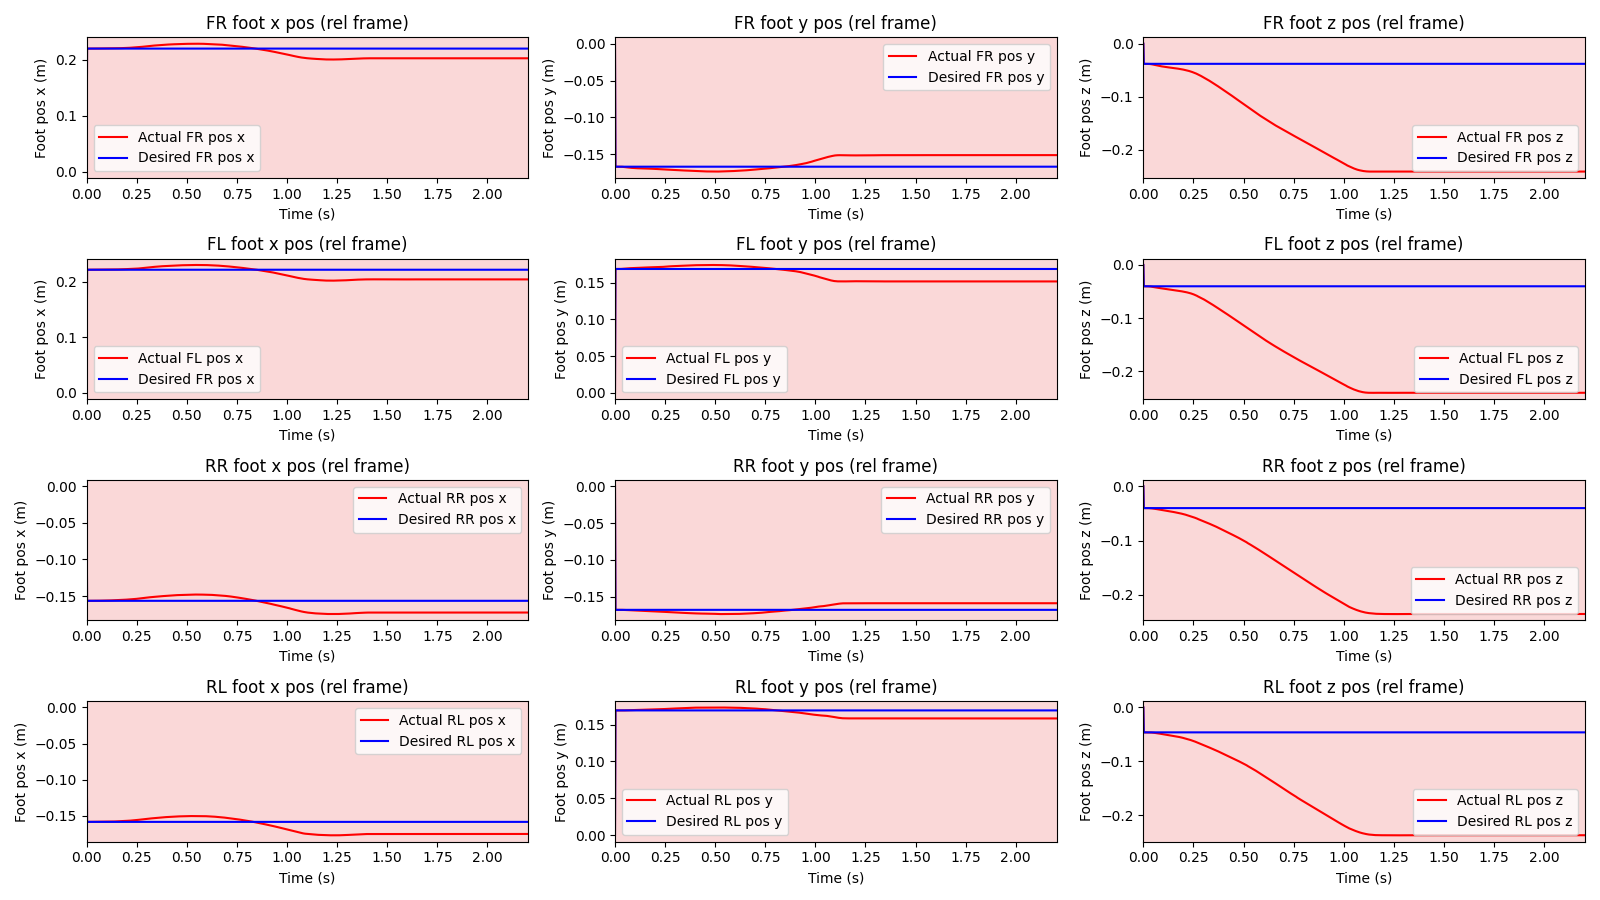 FR foot x pos (rel frame)
Foot pos x (m)
0.2
0.1
0.0
Actual FR pos x
Desired FR pos x
0.00 0.25 0.50 0.75 1.00 1.25 1.50 1.75 2.00
Time (s)
FR foot y pos (rel frame)
Foot pos y (m)
0.00
−0.05
−0.10
−0.15
Actual FR pos y
Desired FR pos y
0.00 0.25 0.50 0.75 1.00 1.25 1.50 1.75 2.00
Time (s)
FR foot z pos (rel frame)
Foot pos z (m)
0.0
−0.1
−0.2
Actual FR pos z
Desired FR pos z
0.00 0.25 0.50 0.75 1.00 1.25 1.50 1.75 2.00
Time (s)
FL foot x pos (rel frame)
Foot pos x (m)
0.2
0.1
0.0
Actual FL pos x
Desired FR pos x
0.00 0.25 0.50 0.75 1.00 1.25 1.50 1.75 2.00
Time (s)
FL foot y pos (rel frame)
Foot pos y (m)
0.15
0.10
0.05
0.00
Actual FL pos y
Desired FL pos y
0.00 0.25 0.50 0.75 1.00 1.25 1.50 1.75 2.00
Time (s)
FL foot z pos (rel frame)
Foot pos z (m)
0.0
−0.1
−0.2
Actual FL pos z
Desired FL pos z
0.00 0.25 0.50 0.75 1.00 1.25 1.50 1.75 2.00
Time (s)
RR foot x pos (rel frame)
Foot pos x (m)
0.00
−0.05
−0.10
−0.15
Actual RR pos x
Desired RR pos x
0.00 0.25 0.50 0.75 1.00 1.25 1.50 1.75 2.00
Time (s)
RR foot y pos (rel frame)
Foot pos y (m)
0.00
−0.05
−0.10
−0.15
Actual RR pos y
Desired RR pos y
0.00 0.25 0.50 0.75 1.00 1.25 1.50 1.75 2.00
Time (s)
RR foot z pos (rel frame)
Foot pos z (m)
0.0
−0.1
−0.2
Actual RR pos z
Desired RR pos z
0.00 0.25 0.50 0.75 1.00 1.25 1.50 1.75 2.00
Time (s)
RL foot x pos (rel frame)
Foot pos x (m)
0.00
−0.05
−0.10
−0.15
Actual RL pos x
Desired RL pos x
0.00 0.25 0.50 0.75 1.00 1.25 1.50 1.75 2.00
Time (s)
RL foot y pos (rel frame)
Foot pos y (m)
0.15
0.10
0.05
0.00
Actual RL pos y
Desired RL pos y
0.00 0.25 0.50 0.75 1.00 1.25 1.50 1.75 2.00
Time (s)
RL foot z pos (rel frame)
Foot pos z (m)
0.0
−0.1
−0.2
Actual RL pos z
Desired RL pos z
0.00 0.25 0.50 0.75 1.00 1.25 1.50 1.75 2.00
Time (s)